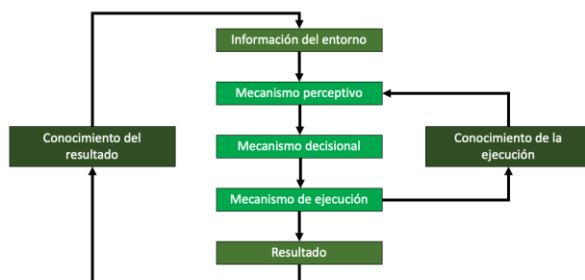 Información del entorno
Mecanismo perceptivo
Conocimiento del
resultado
Mecanismo decisional
Conocimiento de la
ejecución
Mecanismo de ejecución
Resultado